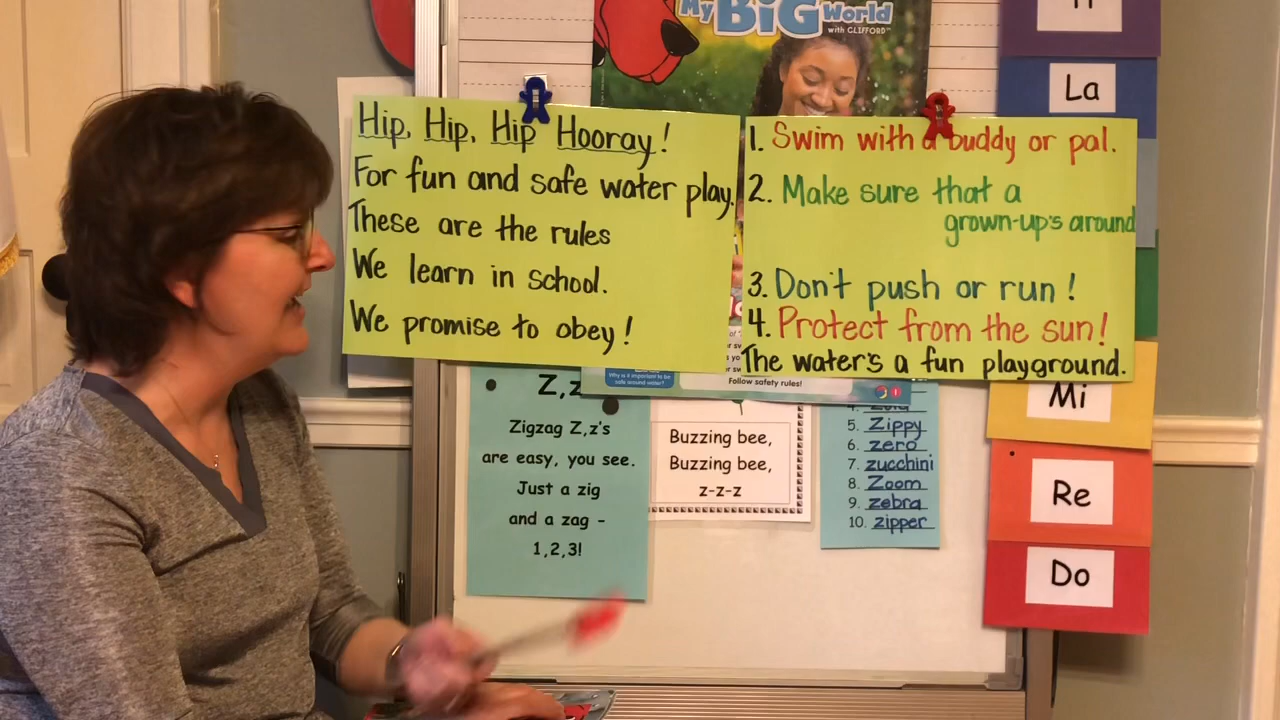 My BiG World
with CLIFFORD™
Hip, Hip, Hip Hooray!
For fun and safe water play.
These are the rules
We learn in school.
We promise to obey!
1. Swim with a buddy or pal.
2. Make sure that a
grown-up's around
3. Don't push or run!
4. Protect from the sun!
The water's a fun playground.
Follow safety rules!
Z,z
Zigzag Z,z's
are easy, you see.
Just a zig
and a zag -
1,2,3!
Buzzing bee,
Buzzing bee,
z-z-z
5. Zippy
6. zero
7. zucchini
8. Zoom
9. zebra
10. zipper
La
Mi
Re
Do